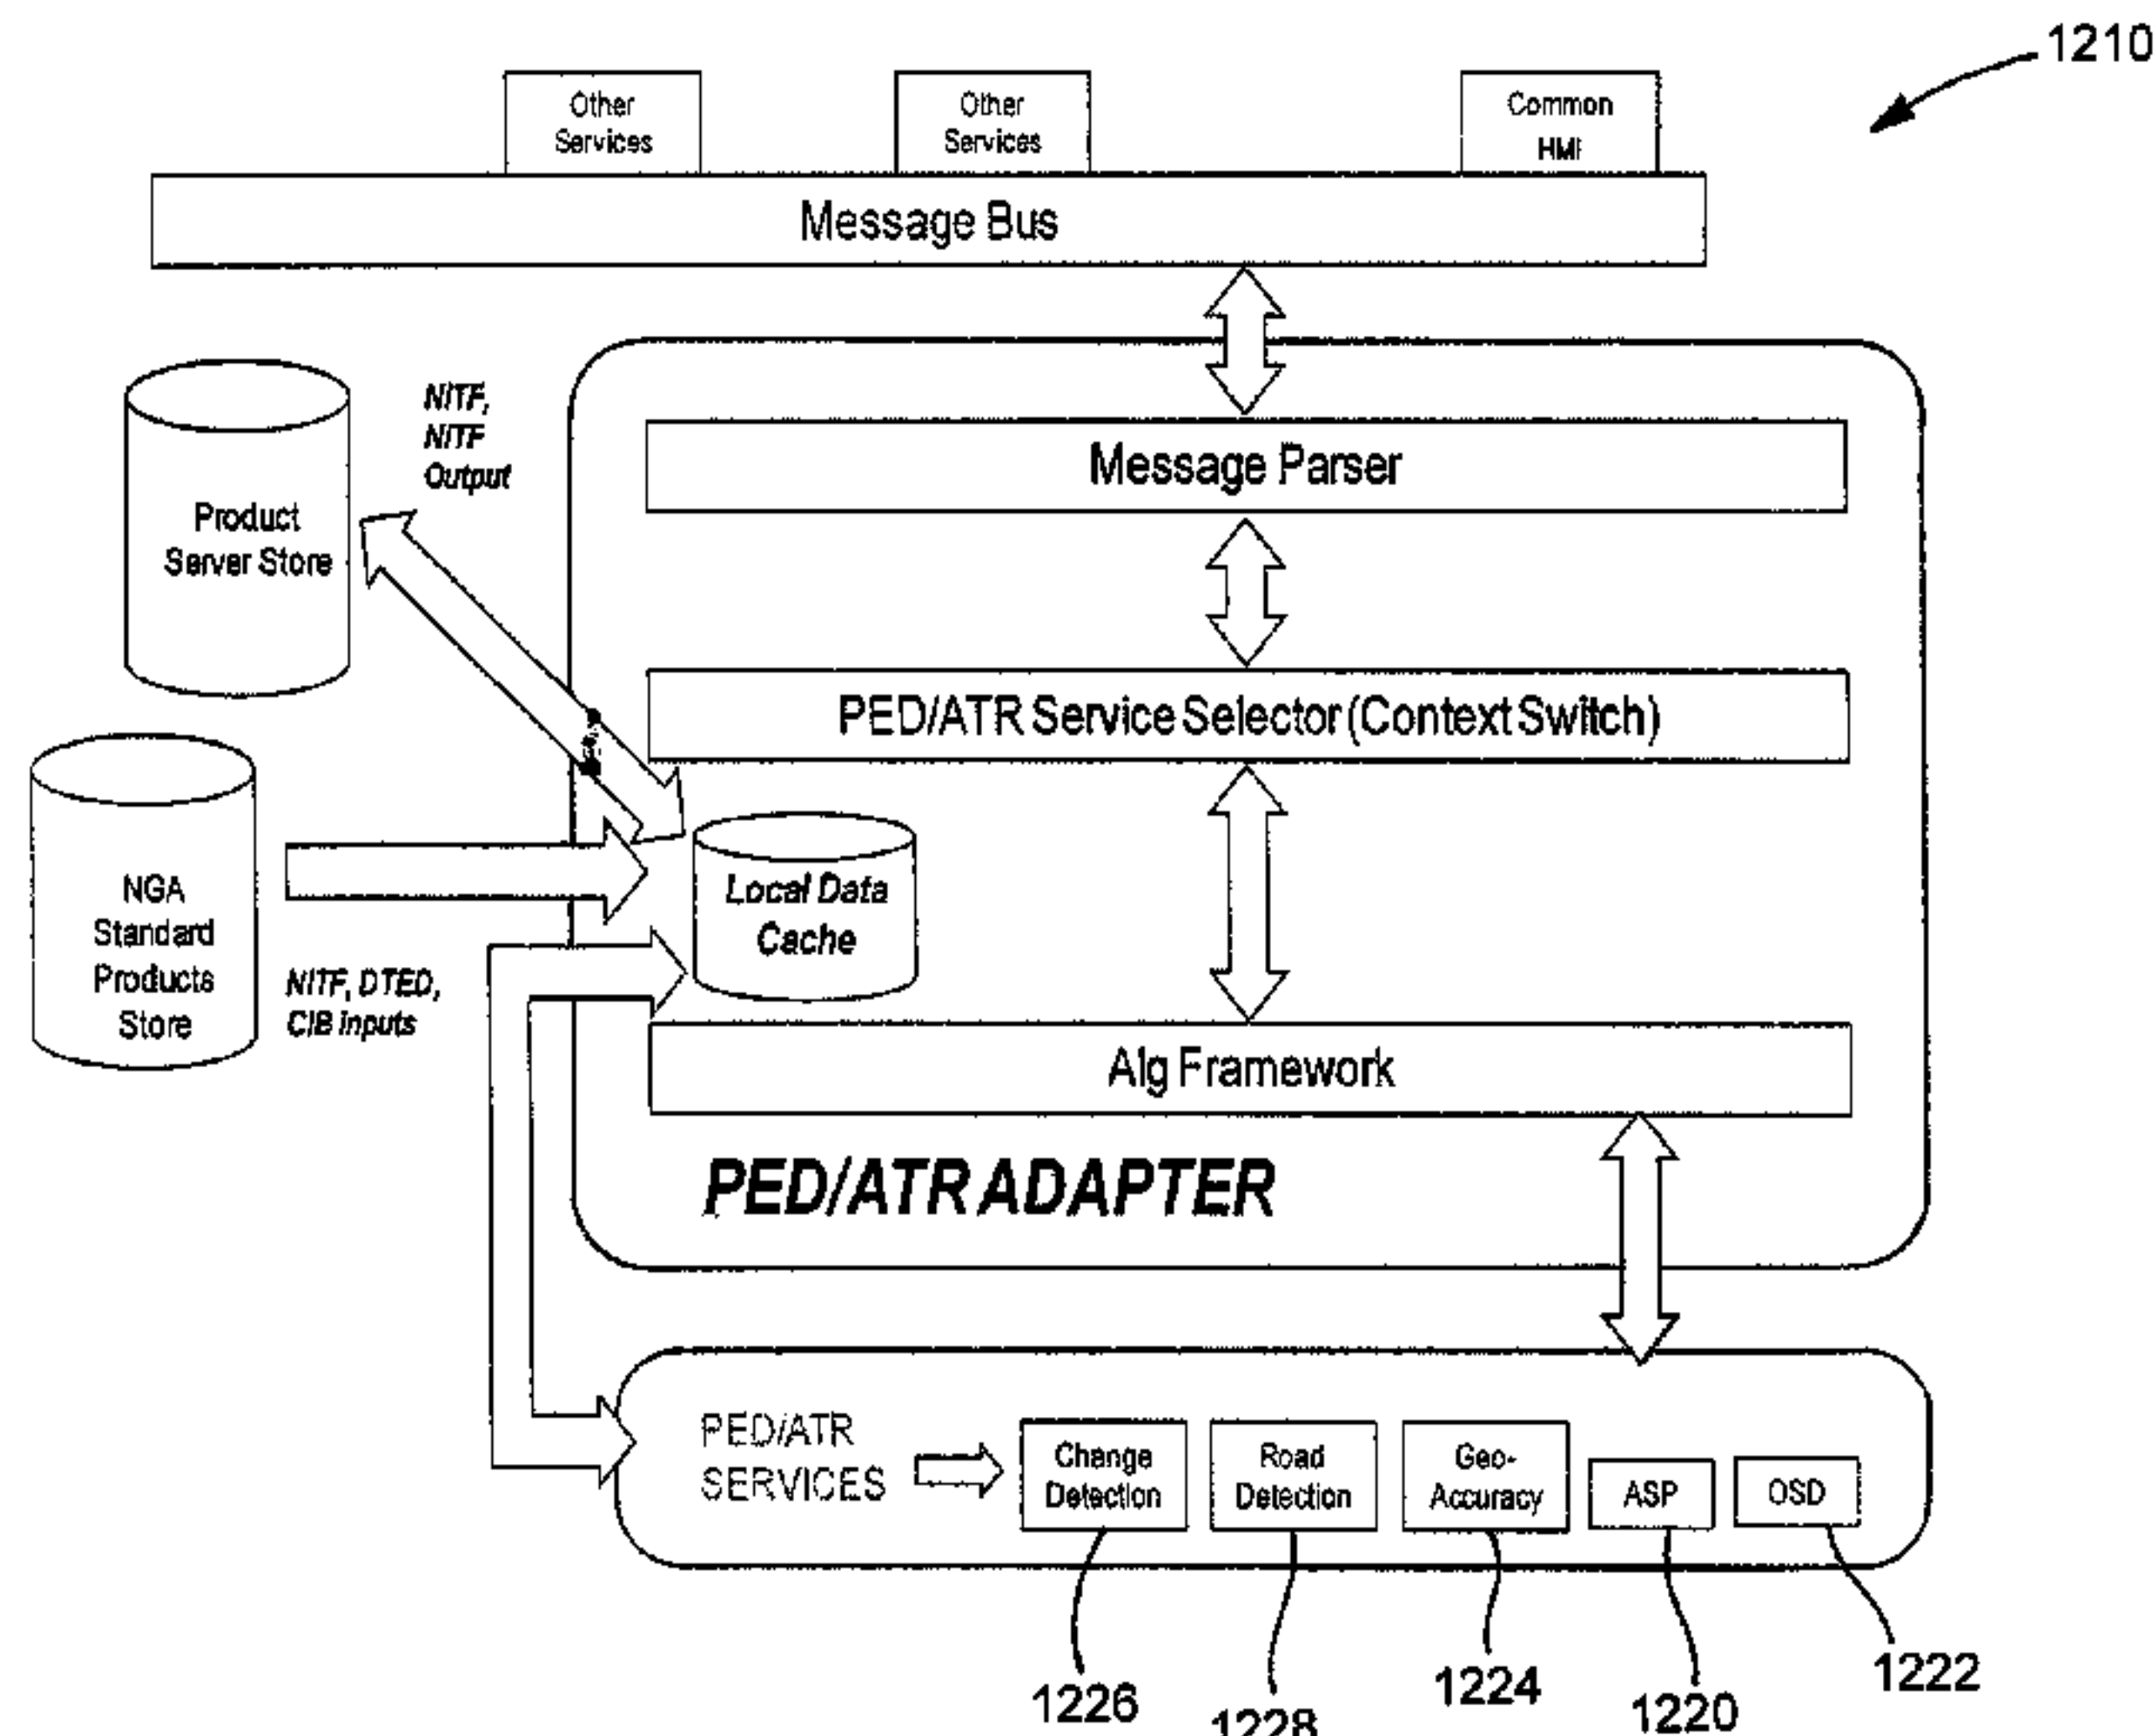 1210
Other
Services
Other
Services
Common
HMI
Message Bus
NITF,
NITF
Output
Message Parser
Product
Server Store
PED/ATR Service Selector (Context Switch)
NGA
Standard
Products
Store
NITF, DTED,
CIB Inputs
Local Data
Cache
Alg Framework
PED/ATR ADAPTER
PED/ATR
SERVICES
Change
Detection
Road
Detection
Geo-
Accuracy
ASP
OSD
1226
1228
1224
1220
1222